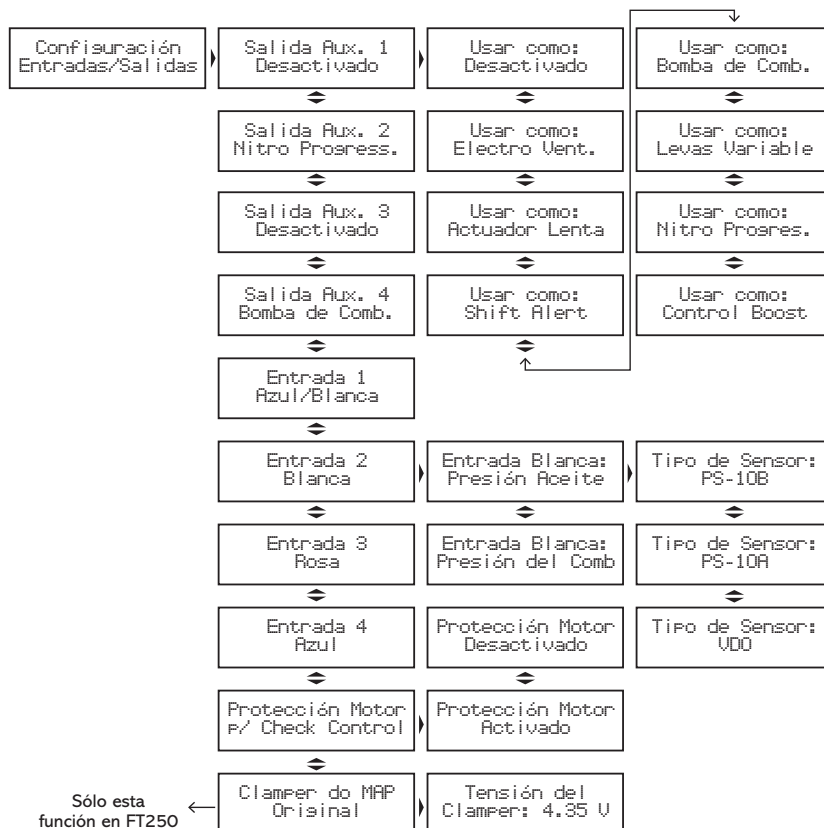 Configuración
Entradas/Salidas
Salida Aux. 1
Desactivado
Usar como:
Desactivado
Usar como:
Bomba de Comb.
Salida Aux. 2
Nitro Progress.
Usar como:
Electro Vent.
Usar como:
Levas Variable
Salida Aux. 3
Desactivado
Usar como:
Actuador Lenta
Usar como:
Nitro Progres.
Salida Aux. 4
Bomba de Comb.
Usar como:
Shift Alert
Usar como:
Control Boost
Entrada 1
Azul/Blanca
Entrada 2
Blanca
Entrada Blanca:
Presión Aceite
Tipo de Sensor:
PS-10B
Entrada 3
Rosa
Entrada Blanca:
Presión del Comb
Tipo de Sensor:
PS-10A
Entrada 4
Azul
Protección Motor
Desactivado
Tipo de Sensor:
VDO
Protección Motor
p/ Check Control
Protección Motor
Activado
Sólo esta
función en FT250
Clamper do MAP
Original
Tensión del
Clamper: 4.35 V